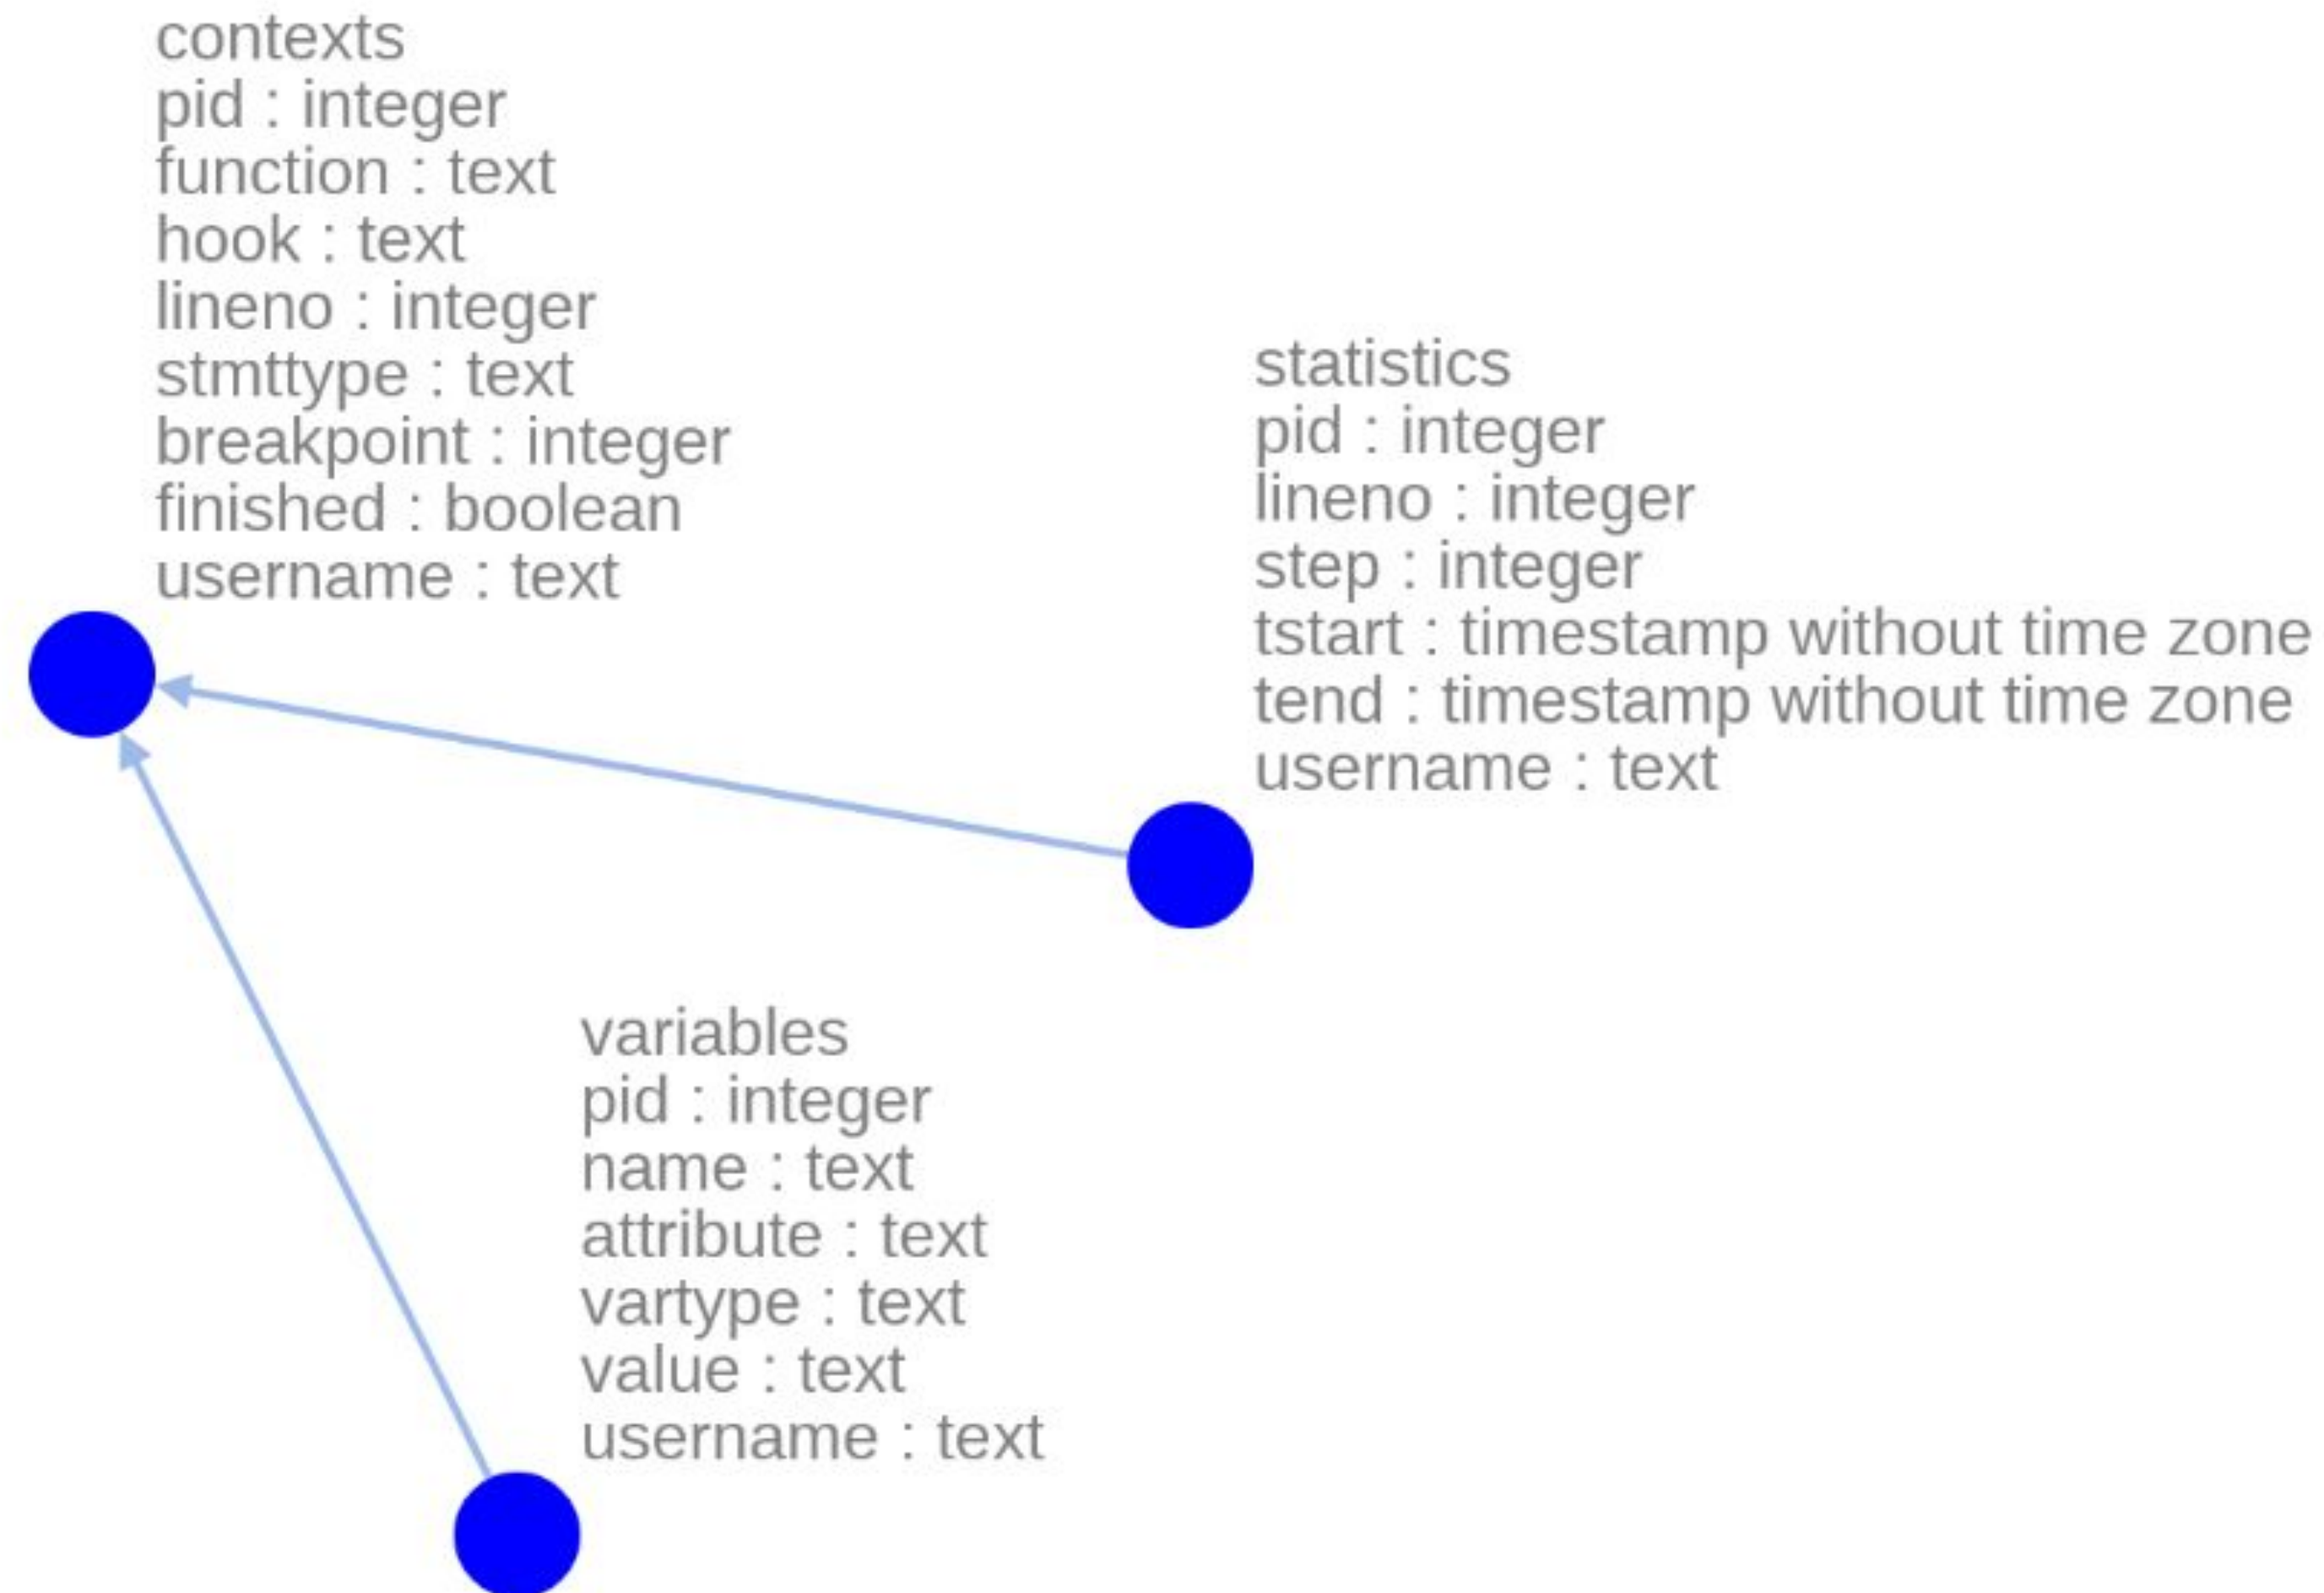 contexts
pid : integer
function : text
hook : text
lineno : integer
stmttype : text
breakpoint : integer
finished : boolean
username : text
statistics
pid : integer
lineno : integer
step : integer
tstart : timestamp without time zone
tend : timestamp without time zone
username : text
variables
pid : integer
name : text
attribute : text
vartype : text
value : text
username : text